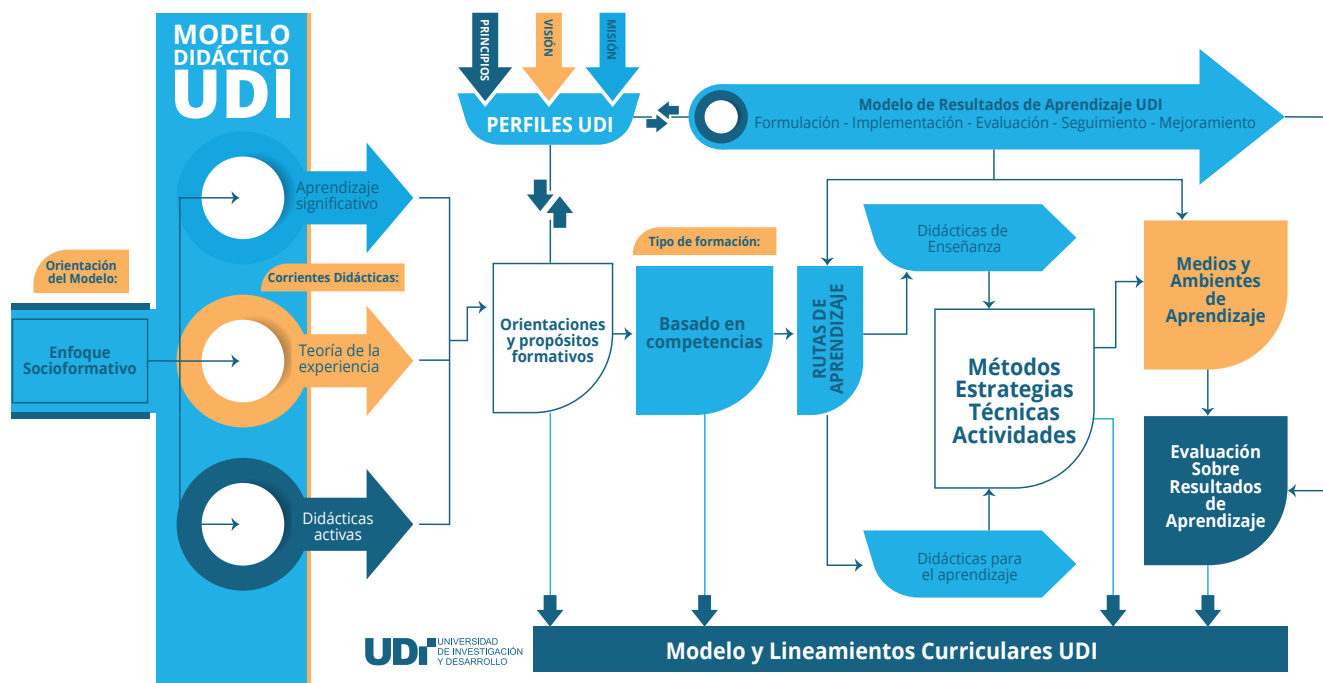 MODELO
DIDÁCTICO
UDI
PRINCIPIOS
VISIÓN
MISIÓN
PERFILES UDI
Modelo de Resultados de Aprendizaje UDI
Formulación - Implementación - Evaluación - Seguimiento - Mejoramiento
Orientación
del Modelo:
Enfoque
Socioformativo
Aprendizaje
significativo
Corrientes Didácticas:
Teoría de la
experiencia
Didácticas
activas
Orientaciones
y propósitos
formativos
Tipo de formación:
Basado en
competencias
RUTAS DE
APRENDIZAJE
Didácticas de
Enseñanza
Métodos
Estrategias
Técnicas
Actividades
Didácticas para
el aprendizaje
Medios y
Ambientes
de
Aprendizaje
Evaluación
Sobre
Resultados
de
Aprendizaje
UDI
UNIVERSIDAD
DE INVESTIGACIÓN
Y DESARROLLO
Modelo y Lineamientos Curriculares UDI